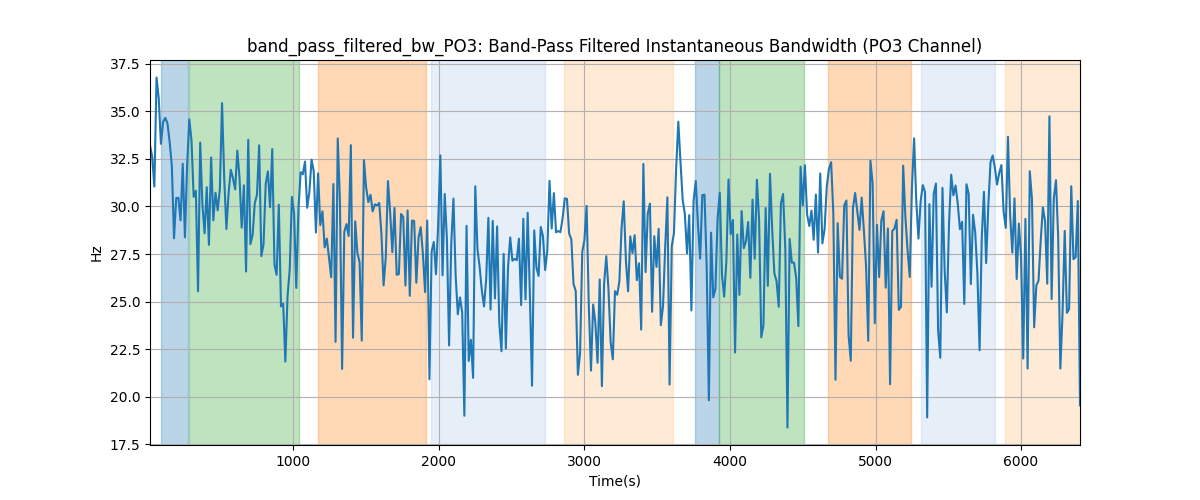 band_pass_filtered_bw_PO3: Band-Pass Filtered Instantaneous Bandwidth (PO3 Channel)
37.5
35.0
32.5
30.0
27.5
25.0
22.5
20.0
17.5
Hz
1000 2000 3000 4000 5000 6000
Time(s)